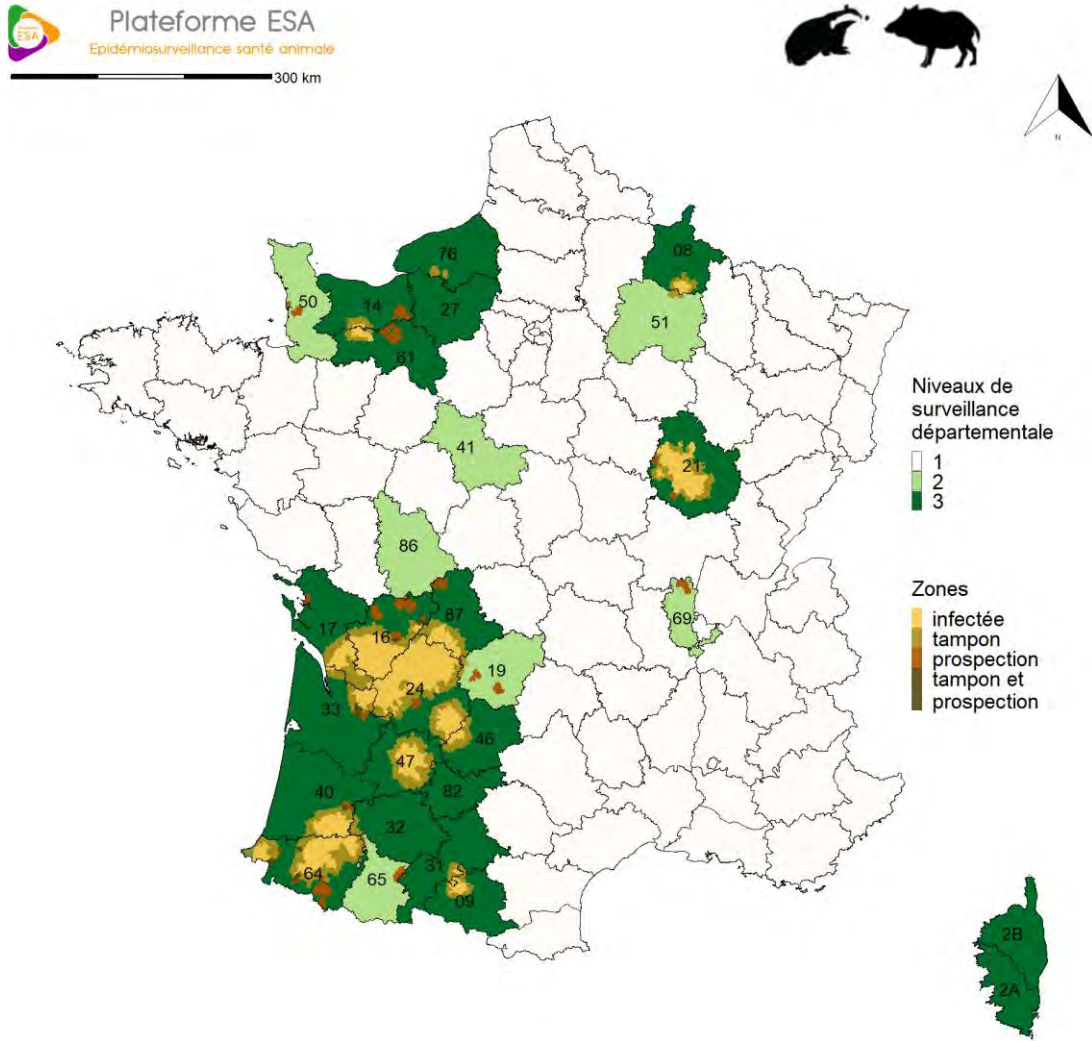 Plateforme ESA
ESA
Epidémiosurveillance santé animale
300 km
N
76
08
50
14
27
51
61
41
21
86
69
17
16
87
19
24
33
46
47
40
82
32
31
64
65
09
2B
2A
Niveaux de
surveillance
départementale
1
2
3
Zones
infectée
tampon
prospection
tampon et
prospection